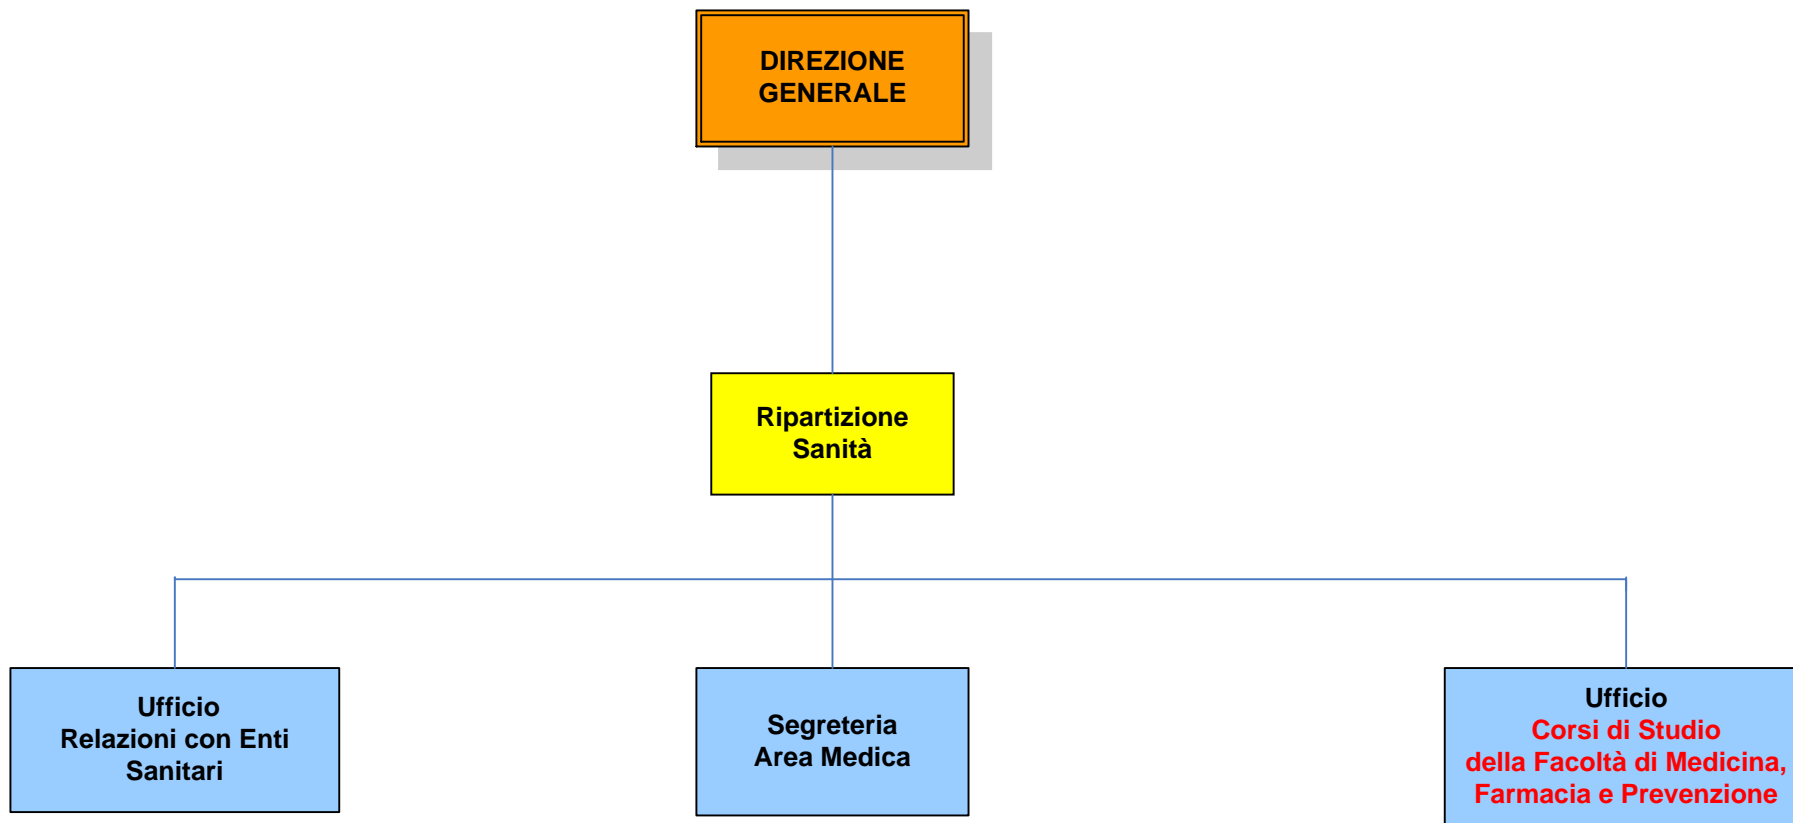 DIREZIONE
GENERALE
Ripartizione
Sanità
Ufficio
Relazioni con Enti
Sanitari
Segreteria
Area Medica
Ufficio
Corsi di Studio
della Facoltà di Medicina,
Farmacia e Prevenzione